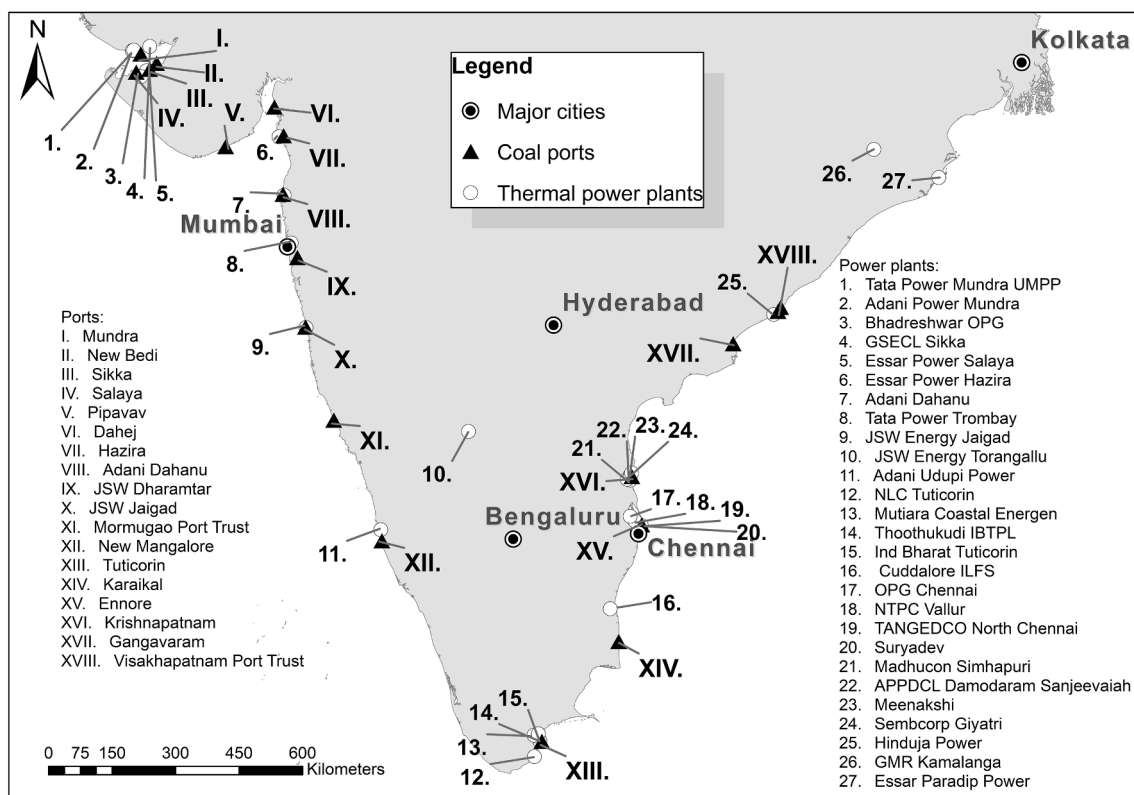 N
Kolkata
Legend
Major cities
Coal ports
Thermal power plants
I.
II.
III.
IV.
V.
VI.
VII.
VIII.
1.
2.
3.
4.
5.
6.
7.
26.
27.
Mumbai
8.
IX.
XVIII.
25.
Hyderabad
XVII.
9.
X.
XI.
10.
22.
23.
24.
21.
XVI.
17.
18.
19.
20.
Bengaluru
XV.
Chennai
11.
XII.
16.
XIV.
15.
14.
13.
12.
XIII.
Ports:
I. Mundra
II. New Bedi
III. Sikka
IV. Salaya
V. Pipavav
VI. Dahej
VII. Hazira
VIII. Adani Dahanu
IX. JSW Dharamtar
X. JSW Jaigad
XI. Mormugao Port Trust
XII. New Mangalore
XIII. Tuticorin
XIV. Karaikal
XV. Ennore
XVI. Krishnapatnam
XVII. Gangavaram
XVIII. Visakhapatnam Port Trust
Power plants:
1. Tata Power Mundra UMPP
2. Adani Power Mundra
3. Bhadreshwar OPG
4. GSECL Sikka
5. Essar Power Salaya
6. Essar Power Hazira
7. Adani Dahanu
8. Tata Power Trombay
9. JSW Energy Jaigad
10. JSW Energy Torangallu
11. Adani Udupi Power
12. NLC Tuticorin
13. Mutiara Coastal Energen
14. Thoothukudi IBTPL
15. Ind Bharat Tuticorin
16. Cuddalore ILFS
17. OPG Chennai
18. NTPC Vallur
19. TANGEDCO North Chennai
20. Suryadev
21. Madhucon Simhapuri
22. APPDCL Damodaram Sanjeevaiah
23. Meenakshi
24. Sembcorp Giyatri
25. Hinduja Power
26. GMR Kamalanga
27. Essar Paradip Power
0 75 150 300 450 600
Kilometers